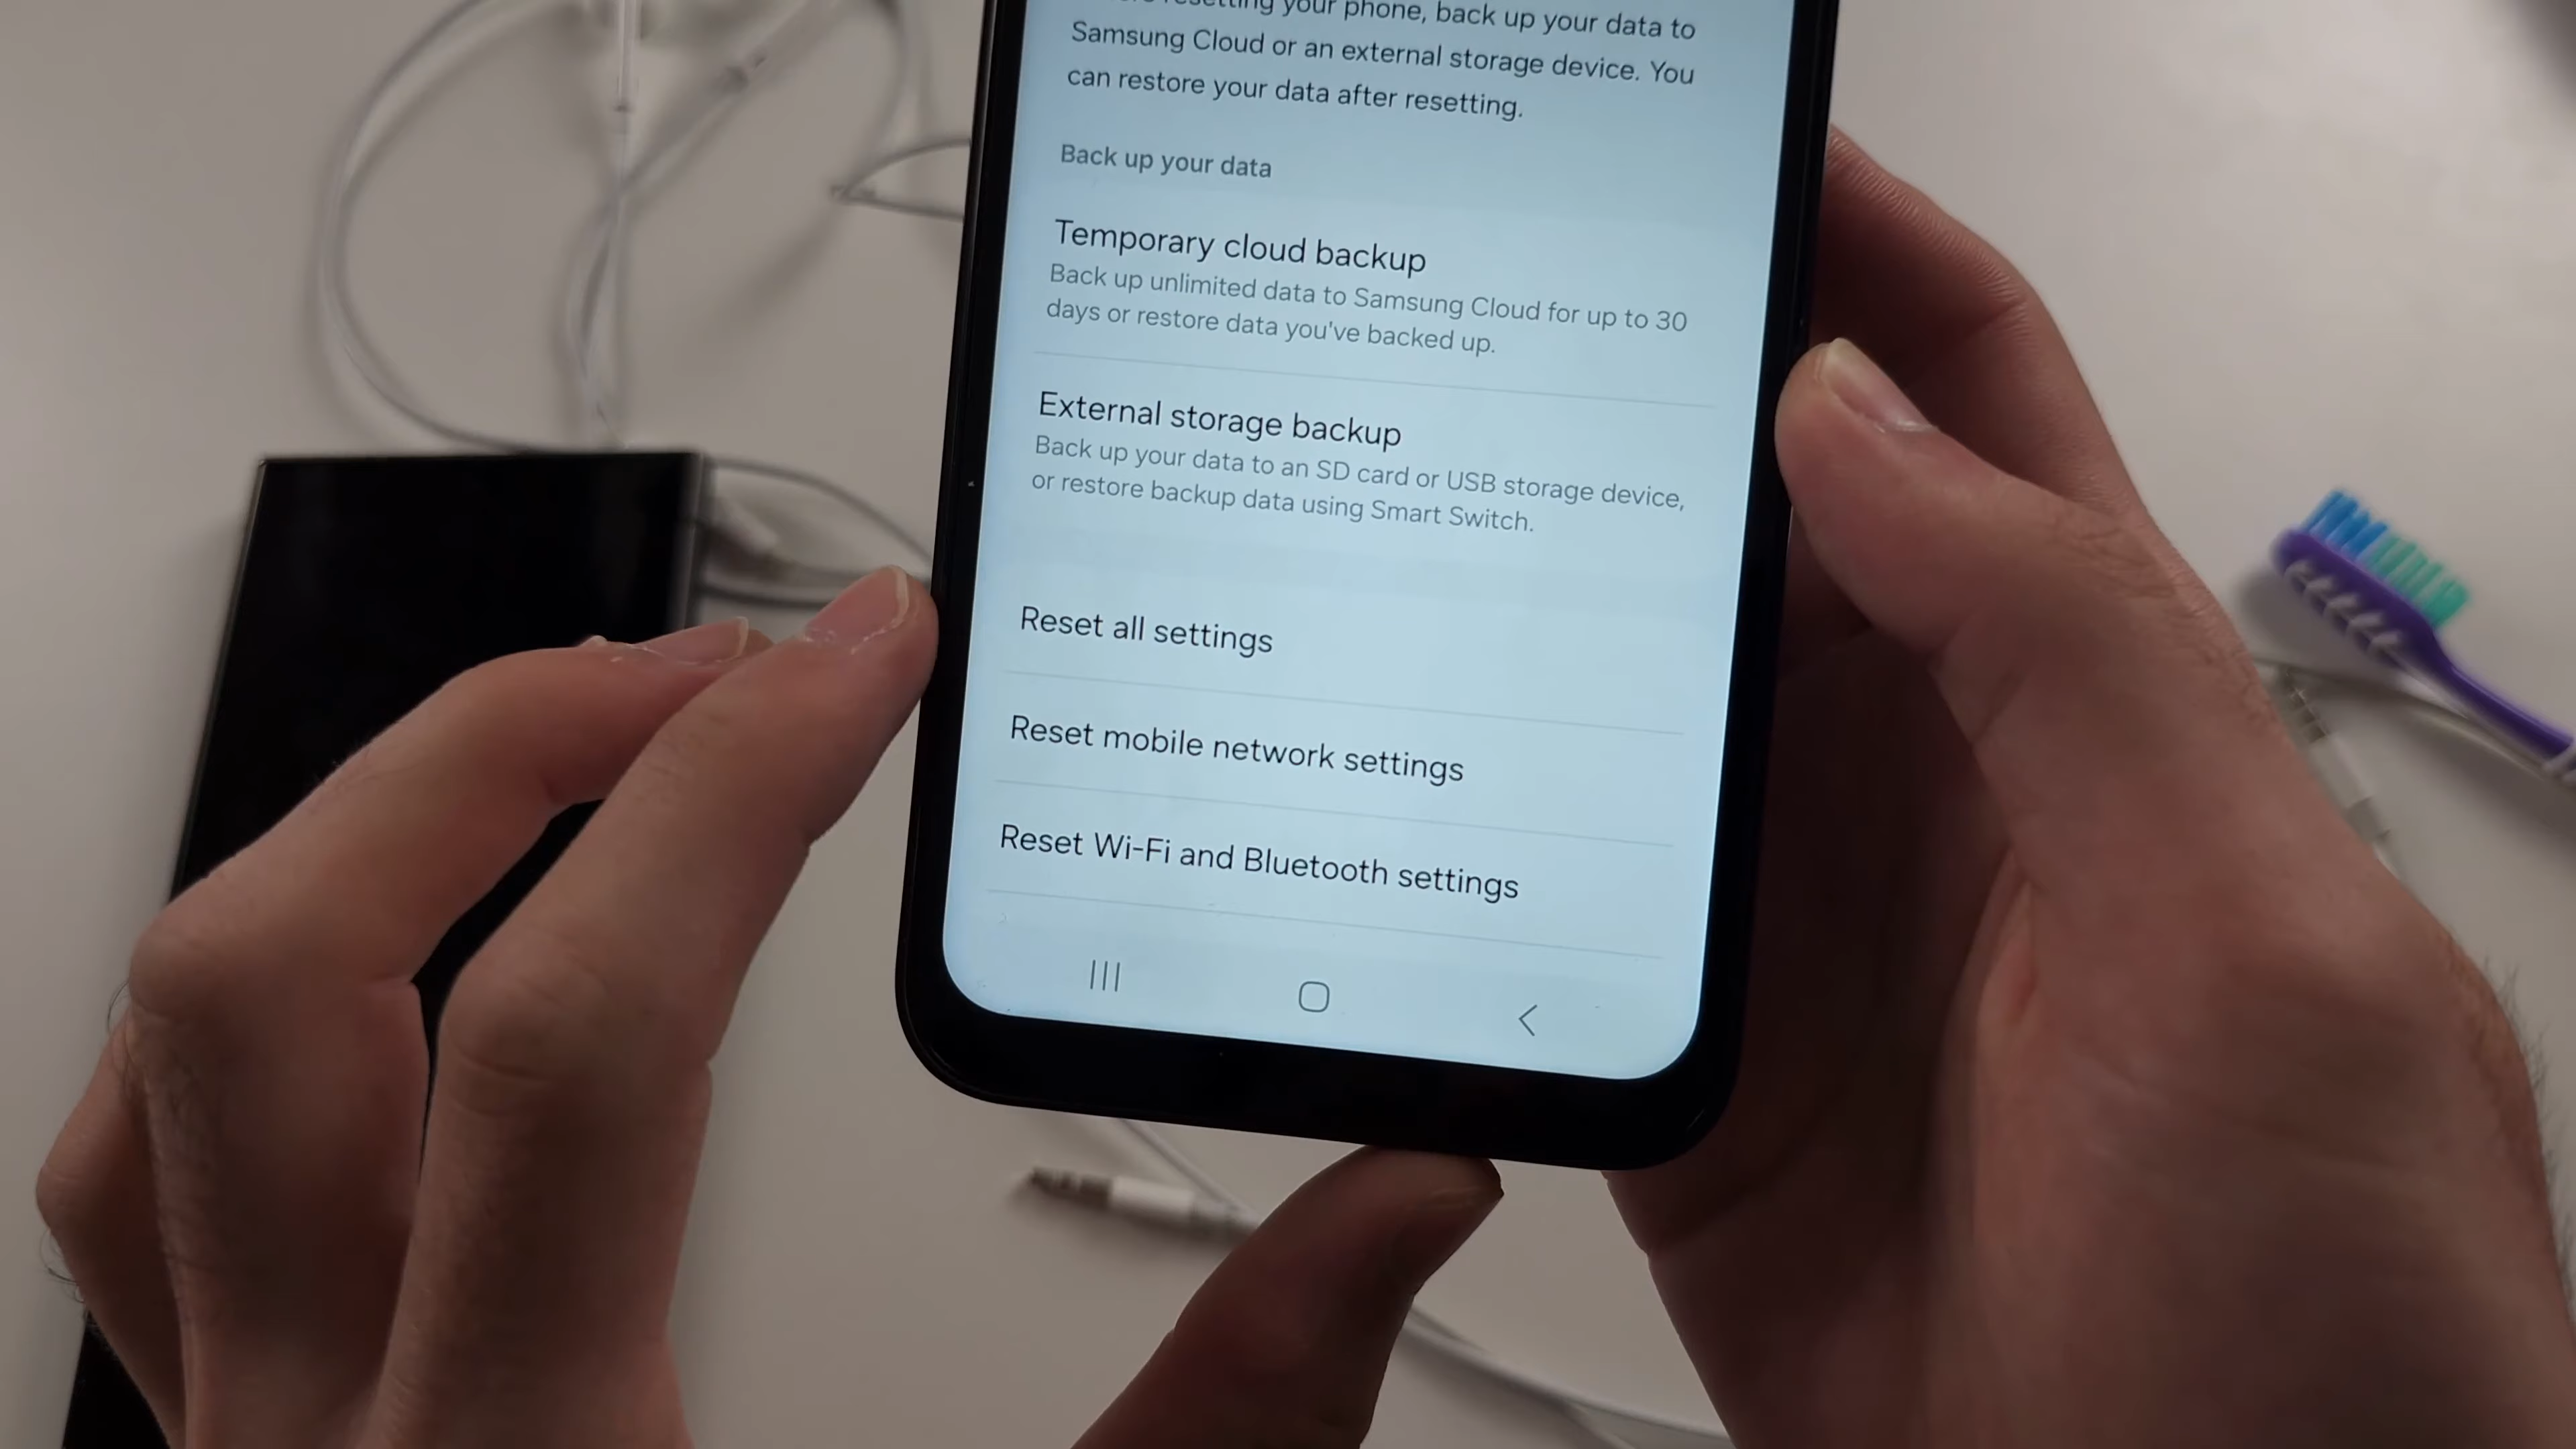 your phone, back up your data to
Samsung Cloud or an external storage device. You
can restore your data after resetting.
Back up your data
Temporary cloud backup
Back up unlimited data to Samsung Cloud for up to 30
days or restore data you've backed up.
External storage backup
Back up your data to an SD card or USB storage device,
or restore backup data using Smart Switch.
Reset all settings
Reset mobile network settings
Reset Wi-Fi and Bluetooth settings